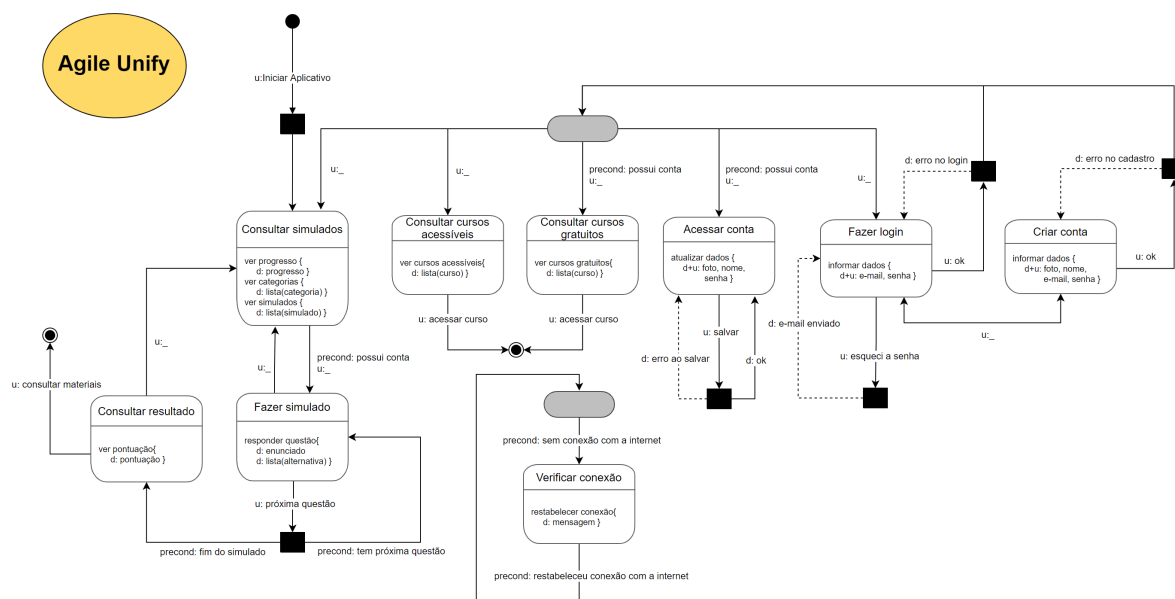 Agile Unify
u:Iniciar Aplicativo
u:_
u:_
precond: possui conta
u:_
precond: possui conta
u:_
u:_
d: erro no login
d: erro no cadastro
Consultar simulados
ver progresso {
d: progresso }
ver categorias {
d: lista(categoria) }
ver simulados {
d: lista(simulado) }
Consultar cursos
acessíveis
ver cursos acessíveis{
d: lista(curso) }
Consultar cursos
gratuitos
ver cursos gratuitos{
d: lista(curso) }
Acessar conta
atualizar dados {
d+u: foto, nome,
senha }
Fazer login
informar dados {
d+u: e-mail, senha }
Criar conta
informar dados {
d+u: foto, nome,
e-mail, senha }
u: ok
u: ok
u: acessar curso
u: acessar curso
u: salvar
d: erro ao salvar
d: ok
d: e-mail enviado
u: esqueci a senha
u:_
u:_
u: consultar materiais
u:_
precond: possui conta
u:_
Consultar resultado
ver pontuação{
d: pontuação }
Fazer simulado
responder questão{
d: enunciado
d: lista(alternativa) }
u: próxima questão
precond: fim do simulado
precond: tem próxima questão
precond: sem conexão com a internet
Verificar conexão
restabelecer conexão{
d: mensagem }
precond: restabeleceu conexão com a internet